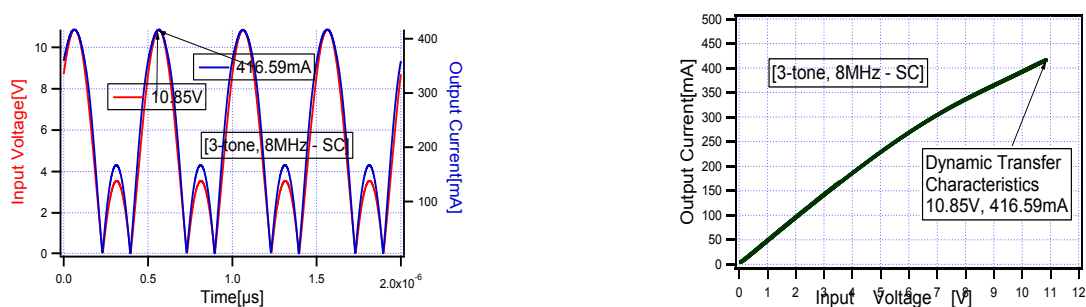 10
8
6
4
2
0
Input Voltage[V]
416.59mA
10.85V
[3-tone, 8MHz - SC]
400
300
200
100
Output Current[mA]
0.0
0.5
1.0
1.5
2.0x10⁻⁶
Time[µs]
500
450
400
350
300
250
200
150
100
50
0
Output Current[mA]
[3-tone, 8MHz - SC]
Dynamic Transfer
Characteristics
10.85V, 416.59mA
0 1 2 3 4 5 6 7 8 9 10 11 12
Input Voltage [V]